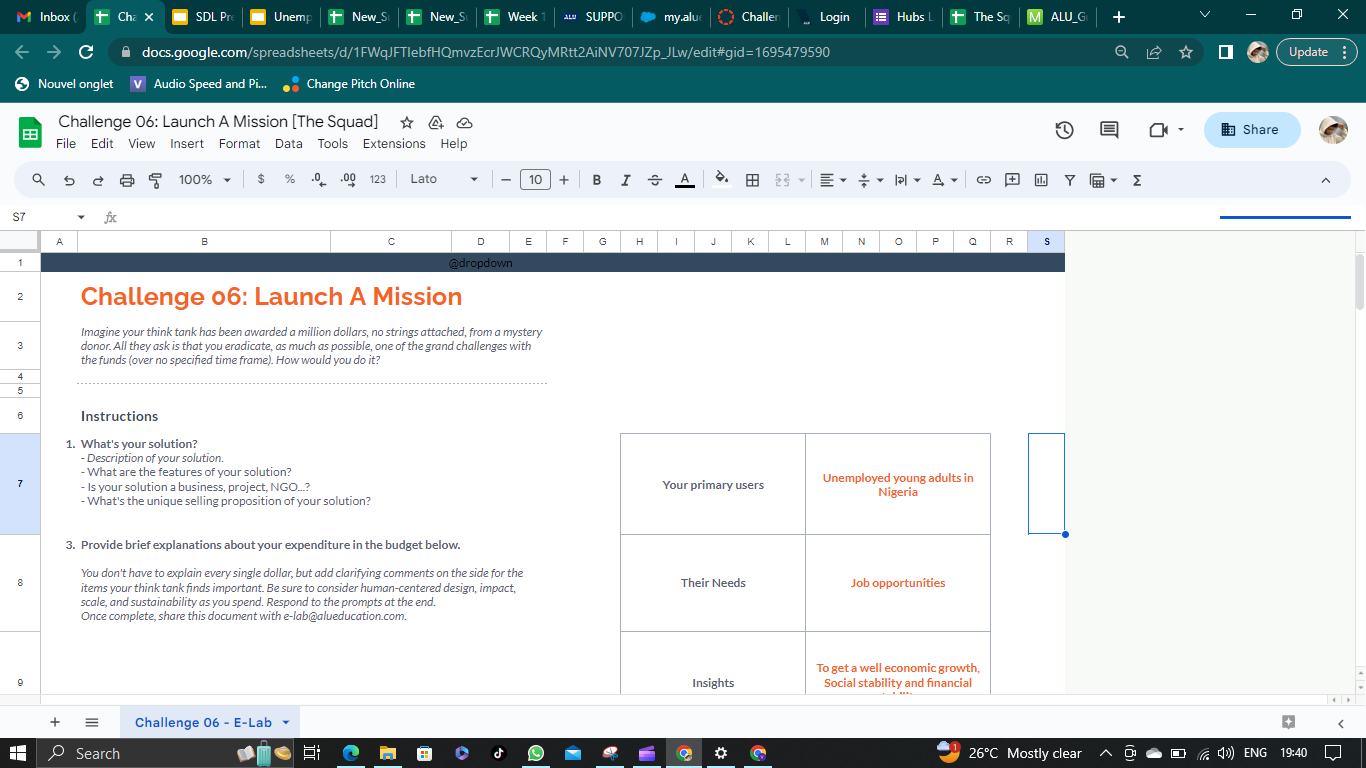 Inbox (
Cha
SDL Pr
Unemp
New_S
New_S
Week 1
ALU SUPPO
my.alue
Challen
Login
Hubs L
The Sq
ALU_G
docs.google.com/spreadsheets/d/1FWqJFTlebfHQmvzEcrJWCRQyMRtt2AiNV707JZp_JLw/edit#gid=1695479590
Update
Nouvel onglet
Audio Speed and Pi...
Change Pitch Online
Challenge 06: Launch A Mission [The Squad]
File Edit View Insert Format Data Tools Extensions Help
Share
100% $ % .0 .00 123 Lato 10 B I S A
S7
fx
A B C D E F G H I J K L M N O P Q R S
1
@dropdown
2
Challenge 06: Launch A Mission
3
Imagine your think tank has been awarded a million dollars, no strings attached, from a mystery
donor. All they ask is that you eradicate, as much as possible, one of the grand challenges with
the funds (over no specified time frame). How would you do it?
4
5
6
Instructions
7
1. What's your solution?
- Description of your solution.
- What are the features of your solution?
- Is your solution a business, project, NGO...?
- What's the unique selling proposition of your solution?
Your primary users
Unemployed young adults in
Nigeria
8
3. Provide brief explanations about your expenditure in the budget below.
You don't have to explain every single dollar, but add clarifying comments on the side for the
items your think tank finds important. Be sure to consider human-centered design, impact,
scale, and sustainability as you spend. Respond to the prompts at the end.
Once complete, share this document with e-lab@alueducation.com.
Their Needs
Job opportunities
9
Insights
To get a well economic growth,
Social stability and financial
Challenge 06 - E-Lab
Search
1
26°C Mostly clear
ENG
19:40